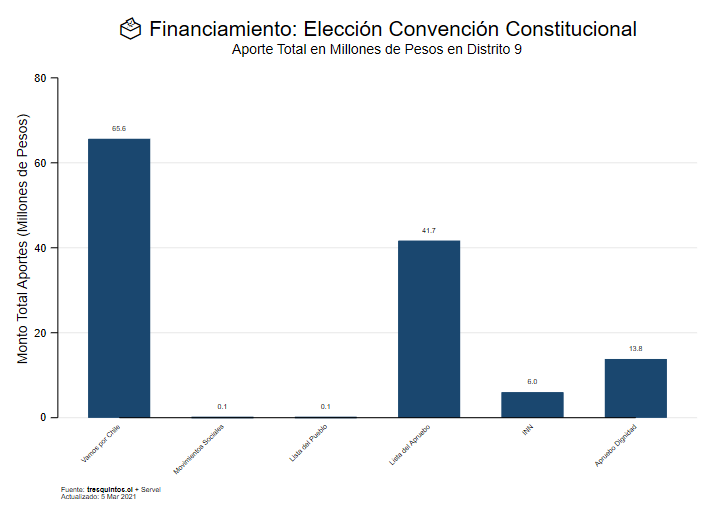 Financiamiento: Elección Convención Constitucional
Aporte Total en Millones de Pesos en Distrito 9
Monto Total Aportes (Millones de Pesos)
80
60
40
20
0
65.6
0.1
0.1
41.7
6.0
13.8
Vamos por Chile
Movimientos Sociales
Lista del Pueblo
Lista del Apruebo
INN
Apruebo Dignidad
Fuente: tresquintos.cl + Servel
Actualizado: 5 Mar 2021